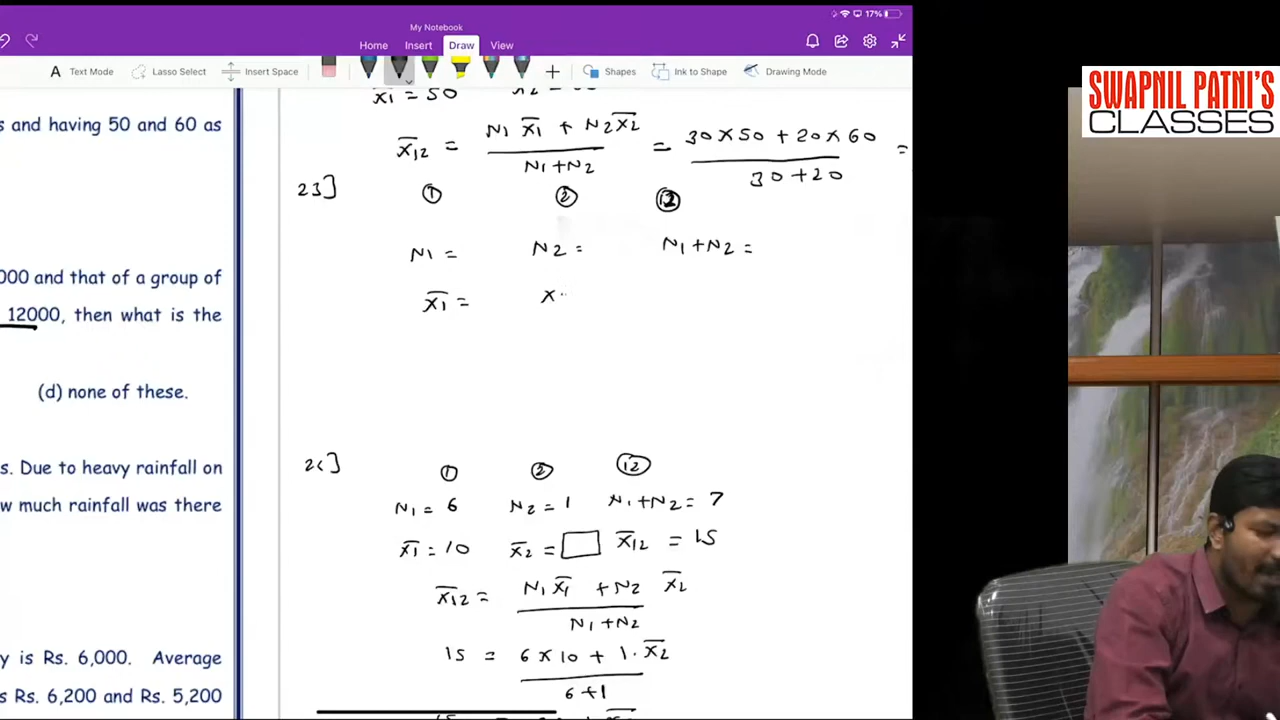 17%
My Notebook
Home Insert Draw View
Text Mode Lasso Select Insert Space Shapes Ink to Shape Drawing Mode
SWAPNIL PATNI'S
CLASSES
s and having 50 and 60 as
000 and that of a group of
12000, then what is the
(d) none of these.
s. Due to heavy rainfall on
ow much rainfall was there
y is Rs. 6,000. Average
s Rs. 6,200 and Rs. 5,200
x̄1 = 50
x̄12 = N1 x̄1 + N2 x̄2 = 30 x 50 + 20 x 60 =
N1+N2 30 + 20
23] ① ② ⑫
N1 = N2 = N1 + N2 =
x̄1 = x
① ② ⑫
N1 = 6 N2 = 1 N1 + N2 = 7
x̄1 = 10 x̄2 = x̄12 = 15
x̄12 = N1 x̄1 + N2 x̄2
N1 + N2
15 = 6 x 10 + 1 . x̄2
6 + 1